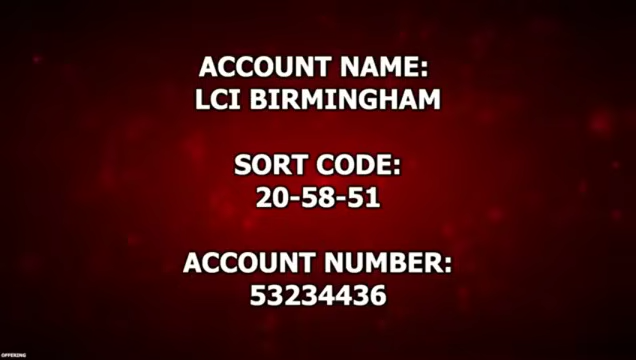 ACCOUNT NAME:
LCI BIRMINGHAM
SORT CODE:
20-58-51
ACCOUNT NUMBER:
53234436
OFFERING